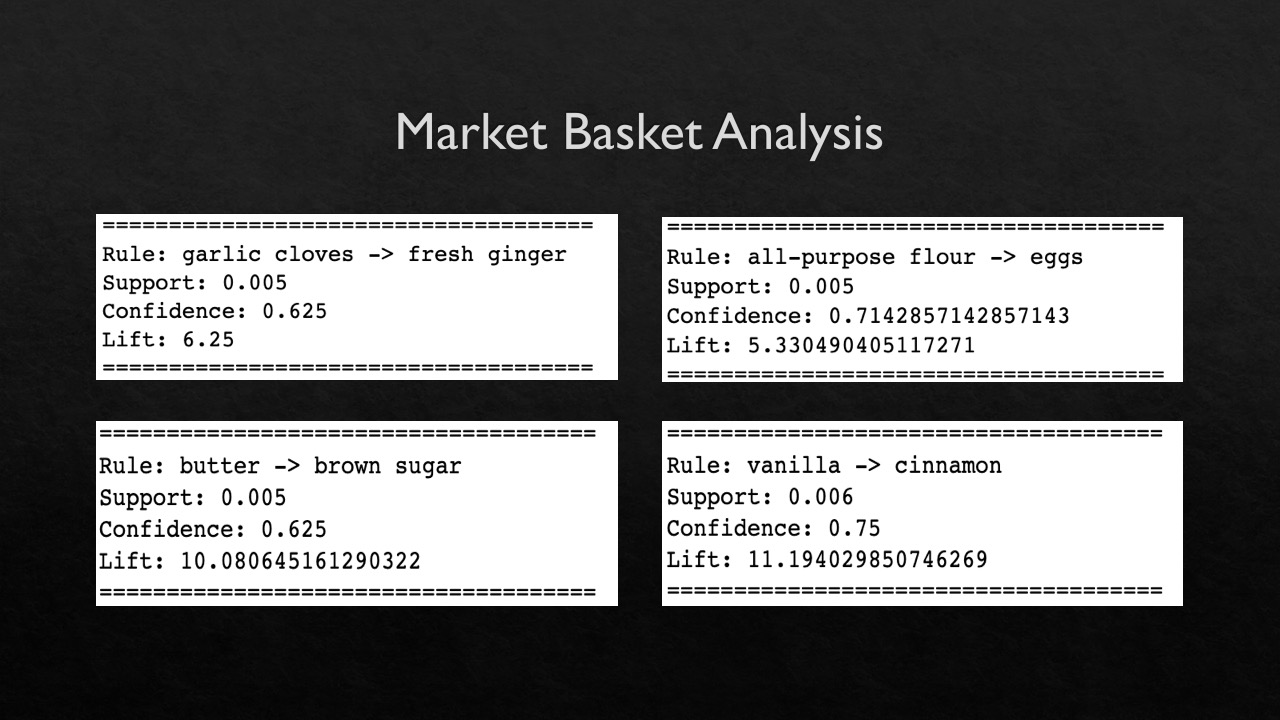 Market Basket Analysis
=====================================
Rule: garlic cloves -> fresh ginger
Support: 0.005
Confidence: 0.625
Lift: 6.25
=====================================
=====================================
Rule: all-purpose flour -> eggs
Support: 0.005
Confidence: 0.7142857142857143
Lift: 5.330490405117271
=====================================
=====================================
Rule: butter -> brown sugar
Support: 0.005
Confidence: 0.625
Lift: 10.080645161290322
=====================================
=====================================
Rule: vanilla -> cinnamon
Support: 0.006
Confidence: 0.75
Lift: 11.194029850746269
=====================================